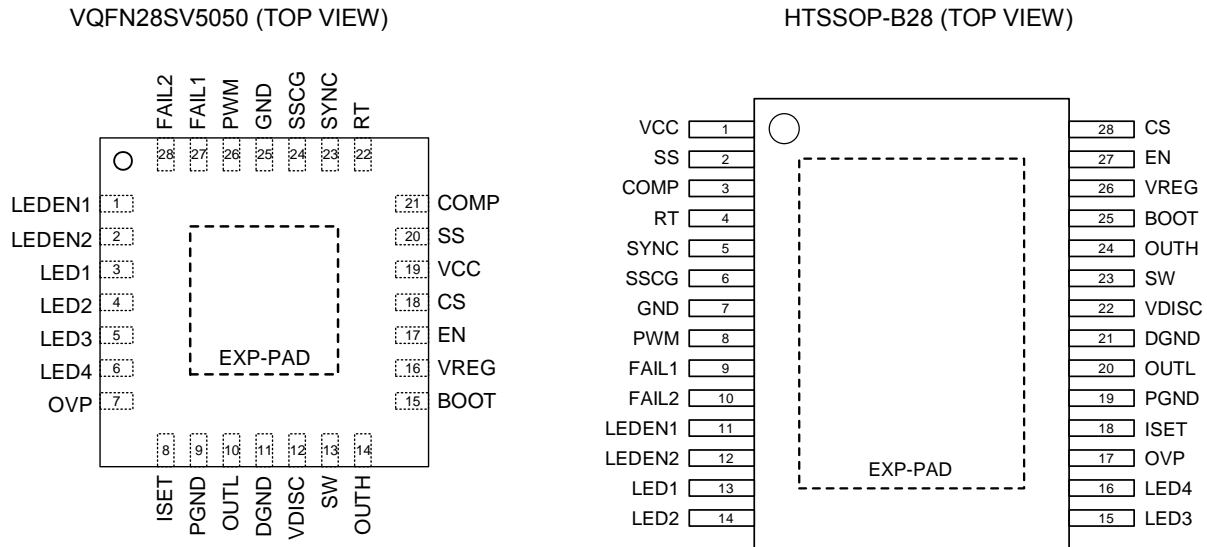 VQFN28SV5050 (TOP VIEW)
FAIL2
FAIL1
PWM
GND
SSCG
SYNC
RT
28
27
26
25
24
23
22
LEDEN1 1
LEDEN2 2
LED1 3
LED2 4
LED3 5
LED4 6
OVP 7
21 COMP
20 SS
19 VCC
18 CS
17 EN
16 VREG
15 BOOT
EXP-PAD
8
9
10
11
12
13
14
ISET
PGND
OUTL
DGND
VDISC
SW
OUTH
HTSSOP-B28 (TOP VIEW)
VCC 1
SS 2
COMP 3
RT 4
SYNC 5
SSCG 6
GND 7
PWM 8
FAIL1 9
FAIL2 10
LEDEN1 11
LEDEN2 12
LED1 13
LED2 14
28 CS
27 EN
26 VREG
25 BOOT
24 OUTH
23 SW
22 VDISC
21 DGND
20 OUTL
19 PGND
18 ISET
17 OVP
16 LED4
15 LED3
EXP-PAD